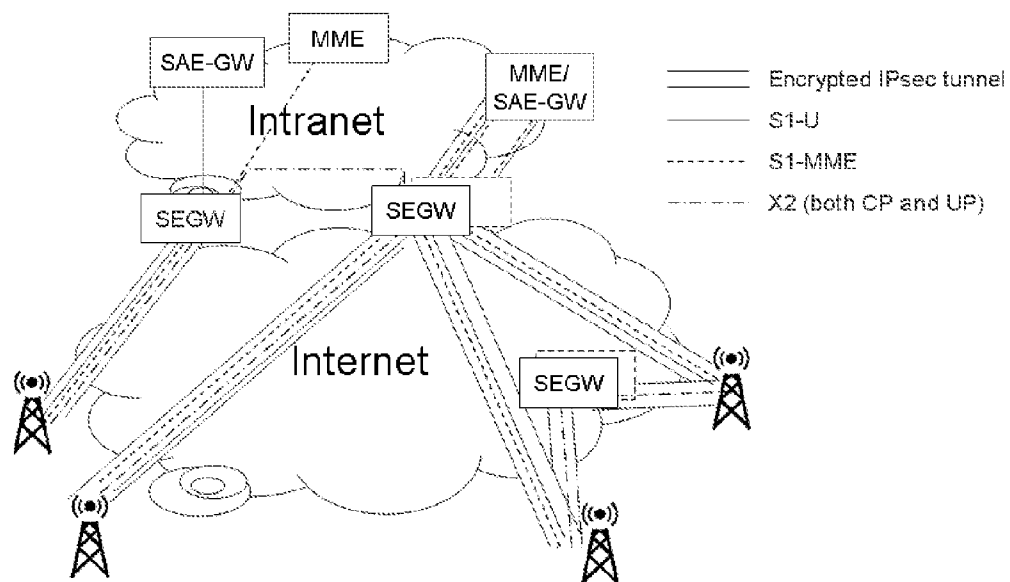 MME
SAE-GW
MME/
SAE-GW
Intranet
SEGW
SEGW
Internet
SEGW
Encrypted IPsec tunnel
S1-U
S1-MME
X2 (both CP and UP)